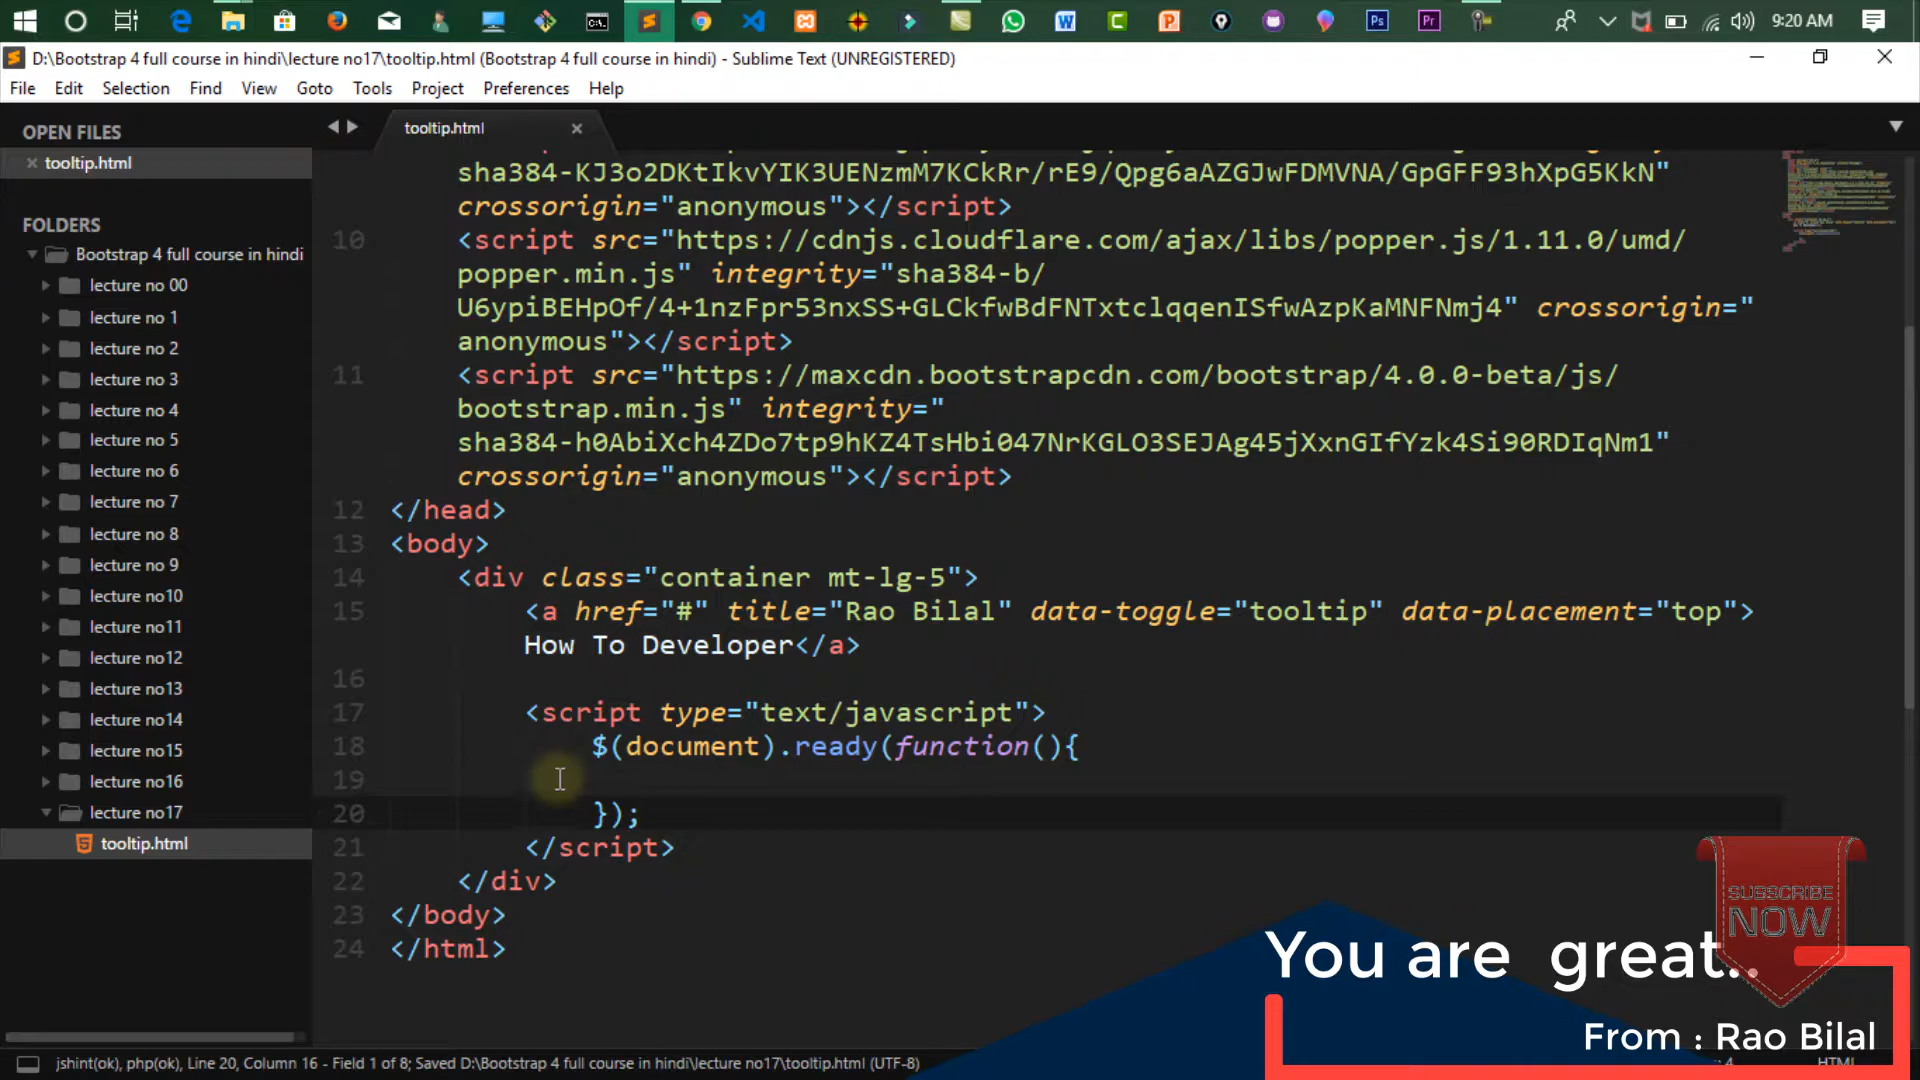 9:20 AM
D:\Bootstrap 4 full course in hindi\lecture no17\tooltip.html (Bootstrap 4 full course in hindi) - Sublime Text (UNREGISTERED)
File Edit Selection Find View Goto Tools Project Preferences Help
OPEN FILES
tooltip.html
FOLDERS
Bootstrap 4 full course in hindi
lecture no 00
lecture no 1
lecture no 2
lecture no 3
lecture no 4
lecture no 5
lecture no 6
lecture no 7
lecture no 8
lecture no 9
lecture no10
lecture no11
lecture no12
lecture no13
lecture no14
lecture no15
lecture no16
lecture no17
tooltip.html
tooltip.html
sha384-KJ3o2DKtIkvYIK3UENzmM7KCkRr/rE9/Qpg6aAZGJwFDMVNA/GpGFF93hXpG5KkN"
crossorigin="anonymous"></script>
10 <script src="https://cdnjs.cloudflare.com/ajax/libs/popper.js/1.11.0/umd/
popper.min.js" integrity="sha384-b/
U6ypiBEHpOf/4+1nzFpr53nxSS+GLCkfwBdFNTxtclqqenISfwAzpKaMNFNmj4" crossorigin="
anonymous"></script>
11 <script src="https://maxcdn.bootstrapcdn.com/bootstrap/4.0.0-beta/js/
bootstrap.min.js" integrity="
sha384-h0AbiXch4ZDo7tp9hKZ4TsHbi047NrKGLO3SEJAg45jXxnGIfYzk4Si90RDIqNm1"
crossorigin="anonymous"></script>
12 </head>
13 <body>
14 <div class="container mt-lg-5">
15 <a href="#" title="Rao Bilal" data-toggle="tooltip" data-placement="top">
How To Developer</a>
16
17 <script type="text/javascript">
18 $(document).ready(function(){
19
20 });
21 </script>
22 </div>
23 </body>
24 </html>
SUBSCRIBE
NOW
You are great..
From : Rao Bilal
jshint(ok), php(ok), Line 20, Column 16 - Field 1 of 8; Saved D:\Bootstrap 4 full course in hindi\lecture no17\tooltip.html (UTF-8)